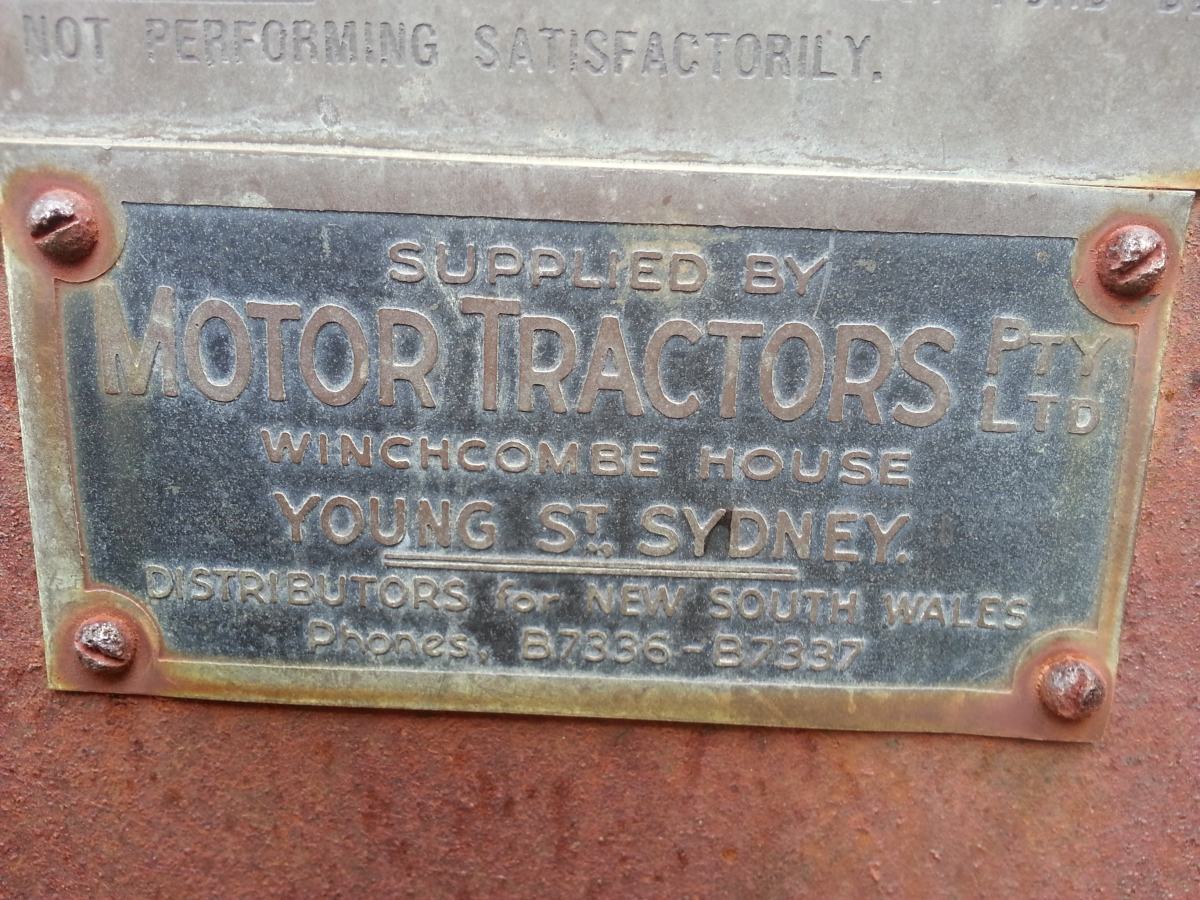 NOT PERFORMING SATISFACTORILY.
SUPPLIED BY
MOTOR TRACTORS PTY LTD
WINCHCOMBE HOUSE
YOUNG ST. SYDNEY.
DISTRIBUTORS for NEW SOUTH WALES
Phones. B7336-B7337